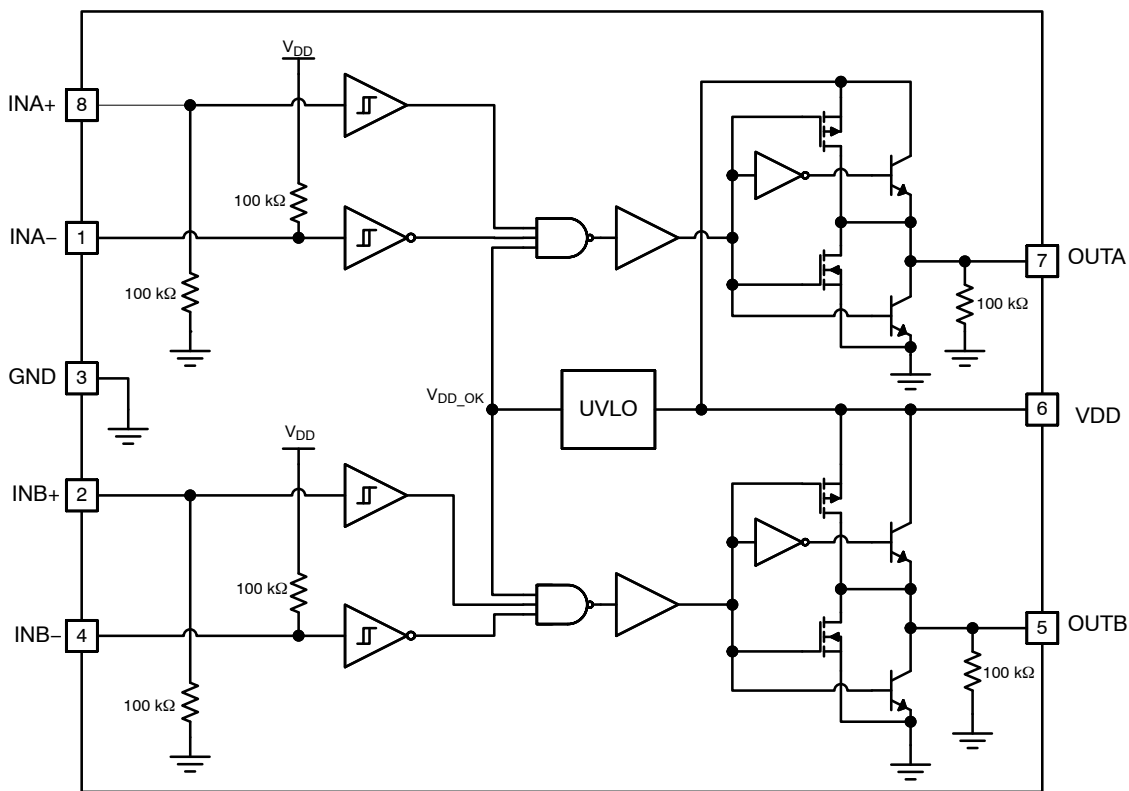 V_DD
INA+
8
100 kΩ
INA−
1
100 kΩ
7
OUTA
100 kΩ
GND
3
V_DD_OK
UVLO
6
VDD
V_DD
INB+
2
100 kΩ
INB−
4
5
OUTB
100 kΩ
100 kΩ